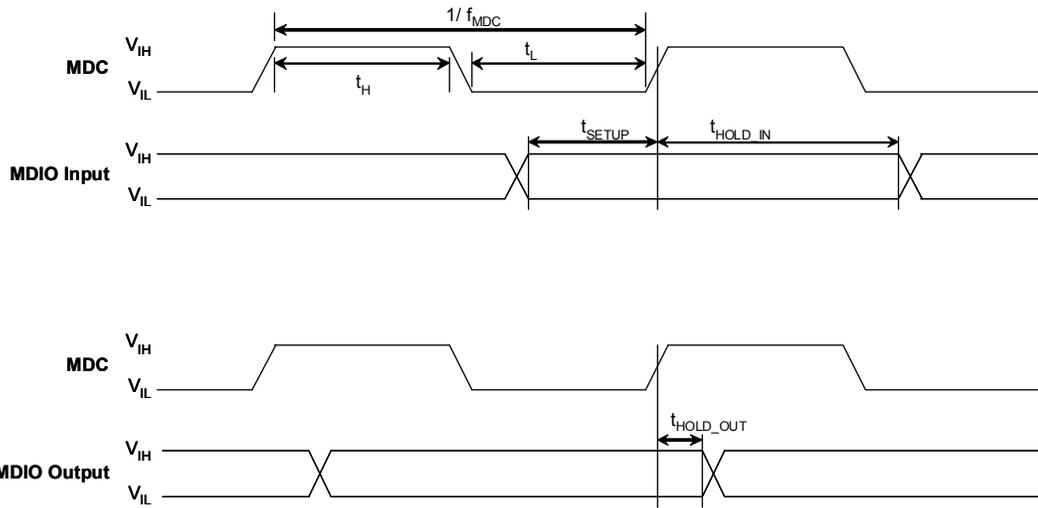 1/ fMDC
VIH
MDC
tL
tH
VIL
tSETUP
tHOLD_IN
VIH
MDIO Input
VIL
VIH
MDC
VIL
tHOLD_OUT
VIH
MDIO Output
VIL